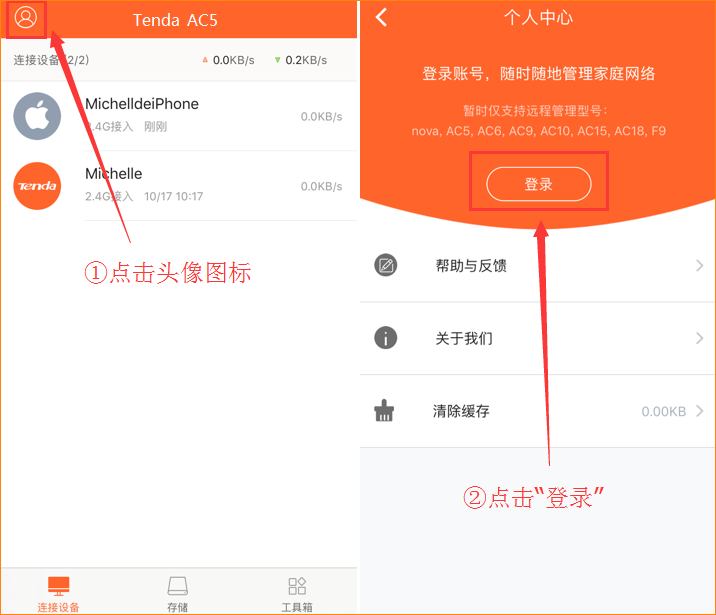 Tenda AC5
连接设备(2/2)
0.0KB/s
0.2KB/s
MichelldeiPhone
2.4G接入 刚刚
0.0KB/s
Tenda
Michelle
2.4G接入 10/17 10:17
0.0KB/s
①点击头像图标
连接设备
存储
工具箱
个人中心
登录账号，随时随地管理家庭网络
暂时仅支持远程管理型号：
nova, AC5, AC6, AC9, AC10, AC15, AC18, F9
登录
帮助与反馈
关于我们
清除缓存
0.00KB
②点击“登录”